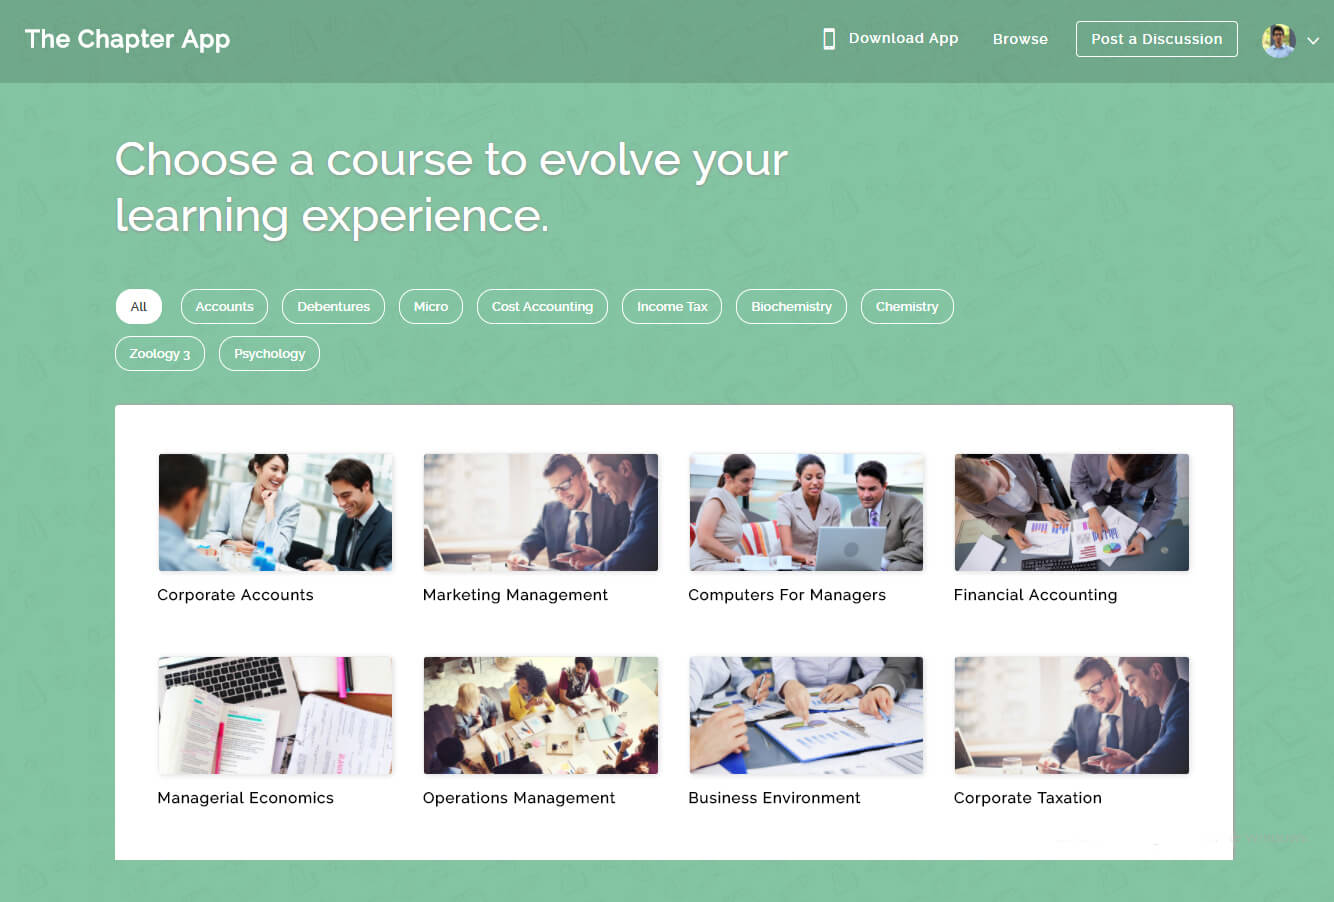 The Chapter App
Download App
Browse
Post a Discussion
Choose a course to evolve your
learning experience.
All
Accounts
Debentures
Micro
Cost Accounting
Income Tax
Biochemistry
Chemistry
Zoology 3
Psychology
Corporate Accounts
Marketing Management
Computers For Managers
Financial Accounting
Managerial Economics
Operations Management
Business Environment
Corporate Taxation